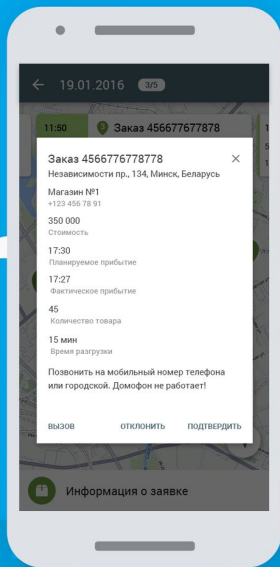 19.01.2016 3/5
11:50 3 Заказ 456677677878
Заказ 4566776778778
Независимости пр., 134, Минск, Беларусь
Магазин №1
+123 456 78 91
350 000
Стоимость
17:30
Планируемое прибытие
17:27
Фактическое прибытие
45
Количество товара
15 мин
Время разгрузки
Позвонить на мобильный номер телефона
или городской. Домофон не работает!
ВЫЗОВ ОТКЛОНИТЬ ПОДТВЕРДИТЬ
Информация о заявке